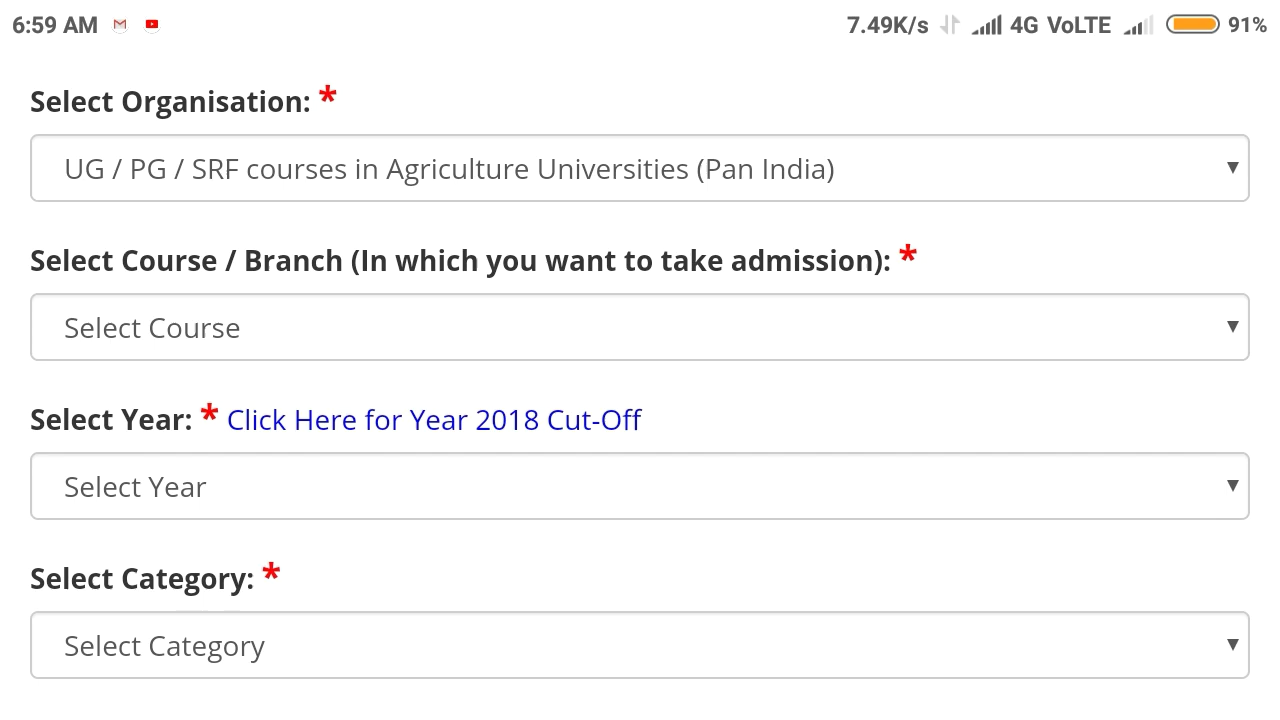 6:59 AM 7.49K/s 4G VoLTE 91%
Select Organisation: *
UG / PG / SRF courses in Agriculture Universities (Pan India)
Select Course / Branch (In which you want to take admission): *
Select Course
Select Year: * Click Here for Year 2018 Cut-Off
Select Year
Select Category: *
Select Category